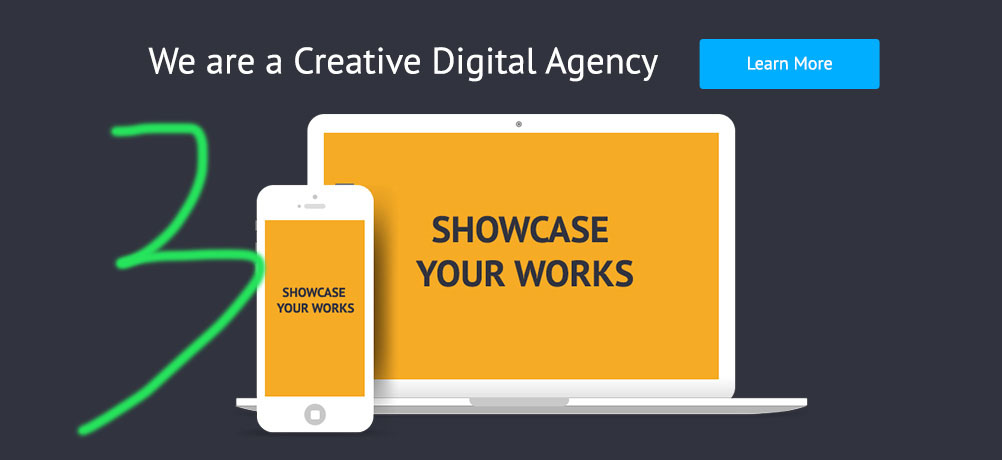 We are a Creative Digital Agency
Learn More
3
SHOWCASE
YOUR WORKS
SHOWCASE
YOUR WORKS